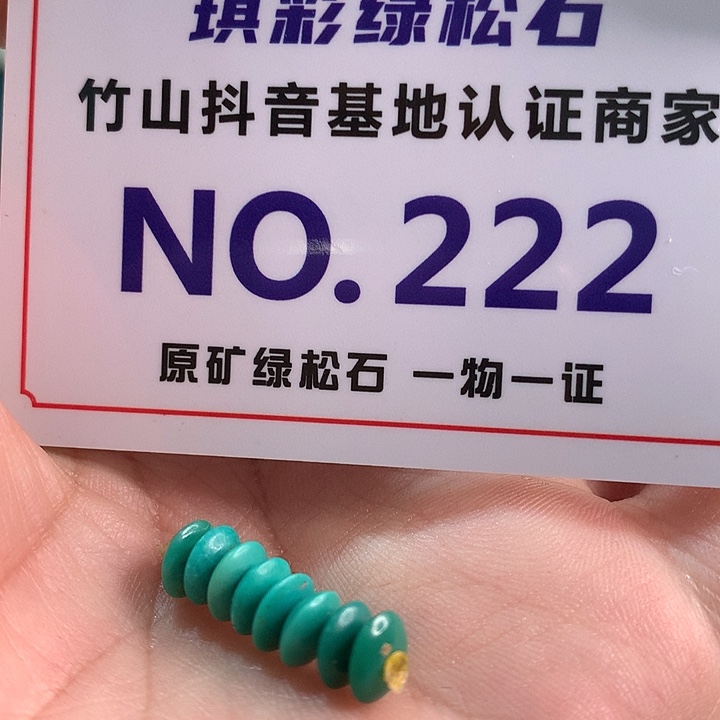 琪彩绿松石
竹山抖音基地认证商家
NO.222
原矿绿松石 一物一证